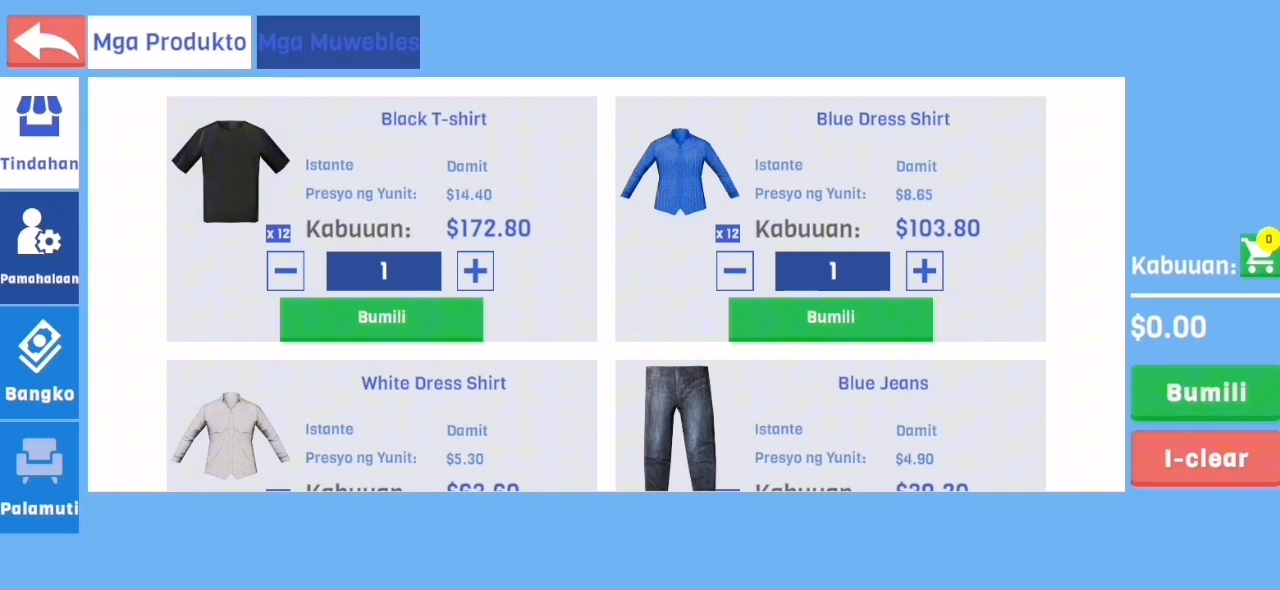 Mga Produkto
Mga Muwebles
Tindahan
Pamahalaan
Bangko
Palamuti
Black T-shirt
Istante Damit
Presyo ng Yunit: $14.40
x 12 Kabuuan: $172.80
1
Bumili
Blue Dress Shirt
Istante Damit
Presyo ng Yunit: $8.65
x 12 Kabuuan: $103.80
1
Bumili
White Dress Shirt
Istante Damit
Presyo ng Yunit: $5.30
Kabuuan:
Blue Jeans
Istante Damit
Presyo ng Yunit: $4.90
Kabuuan:
0
Kabuuan:
$0.00
Bumili
I-clear